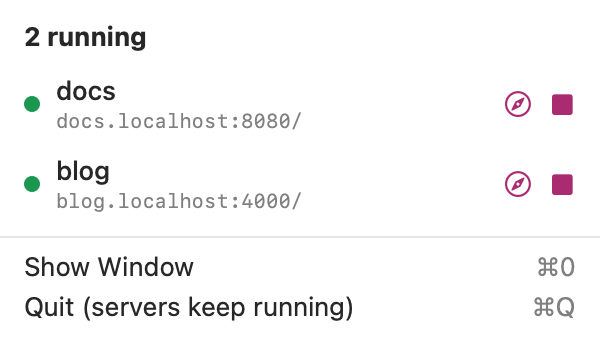 2 running
docs
docs.localhost:8080/
blog
blog.localhost:4000/
Show Window ⌘0
Quit (servers keep running) ⌘Q